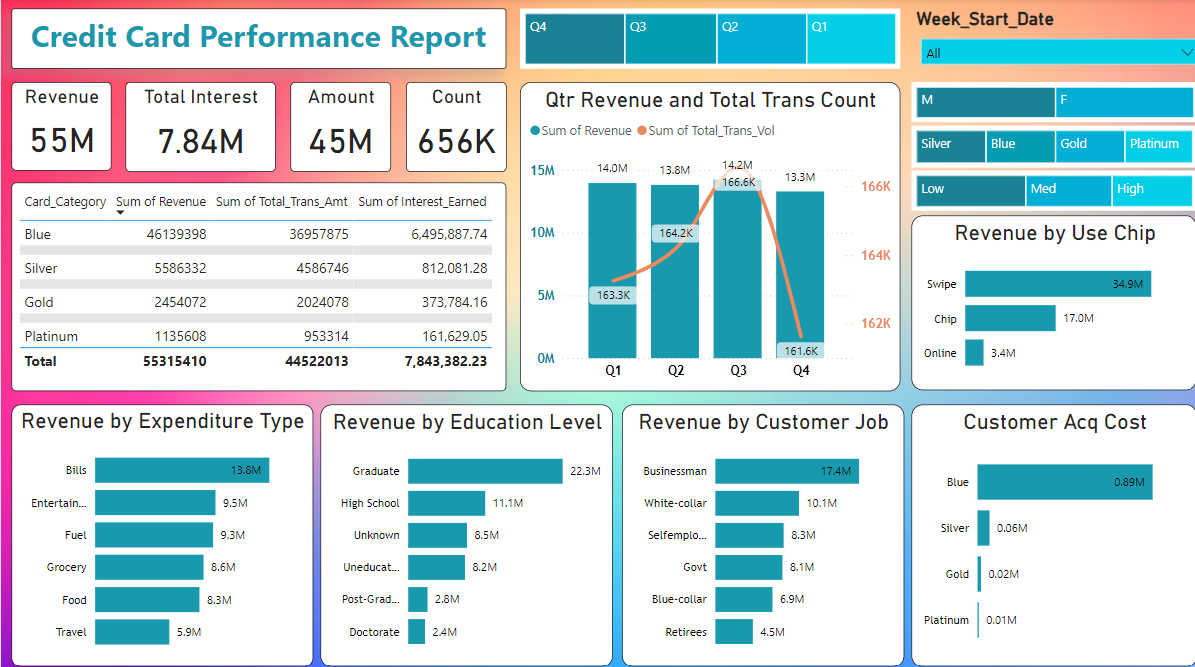 Credit Card Performance Report
Q4 Q3 Q2 Q1
Week_Start_Date
All
M F
Silver Blue Gold Platinum
Low Med High
Revenue
55M
Total Interest
7.84M
Amount
45M
Count
656K
Card_Category Sum of Revenue Sum of Total_Trans_Amt Sum of Interest_Earned
Blue 46139398 36957875 6,495,887.74
Silver 5586332 4586746 812,081.28
Gold 2454072 2024078 373,784.16
Platinum 1135608 953314 161,629.05
Total 55315410 44522013 7,843,382.23
Qtr Revenue and Total Trans Count
Sum of Revenue Sum of Total_Trans_Vol
15M
10M
5M
0M
14.0M 13.8M 14.2M 13.3M
163.3K 164.2K 166.6K 161.6K
166K
164K
162K
Q1 Q2 Q3 Q4
Revenue by Use Chip
Swipe 34.9M
Chip 17.0M
Online 3.4M
Revenue by Expenditure Type
Bills 13.8M
Entertain... 9.5M
Fuel 9.3M
Grocery 8.6M
Food 8.3M
Travel 5.9M
Revenue by Education Level
Graduate 22.3M
High School 11.1M
Unknown 8.5M
Uneducat... 8.2M
Post-Grad... 2.8M
Doctorate 2.4M
Revenue by Customer Job
Businessman 17.4M
White-collar 10.1M
Selfemplo... 8.3M
Govt 8.1M
Blue-collar 6.9M
Retirees 4.5M
Customer Acq Cost
Blue 0.89M
Silver 0.06M
Gold 0.02M
Platinum 0.01M